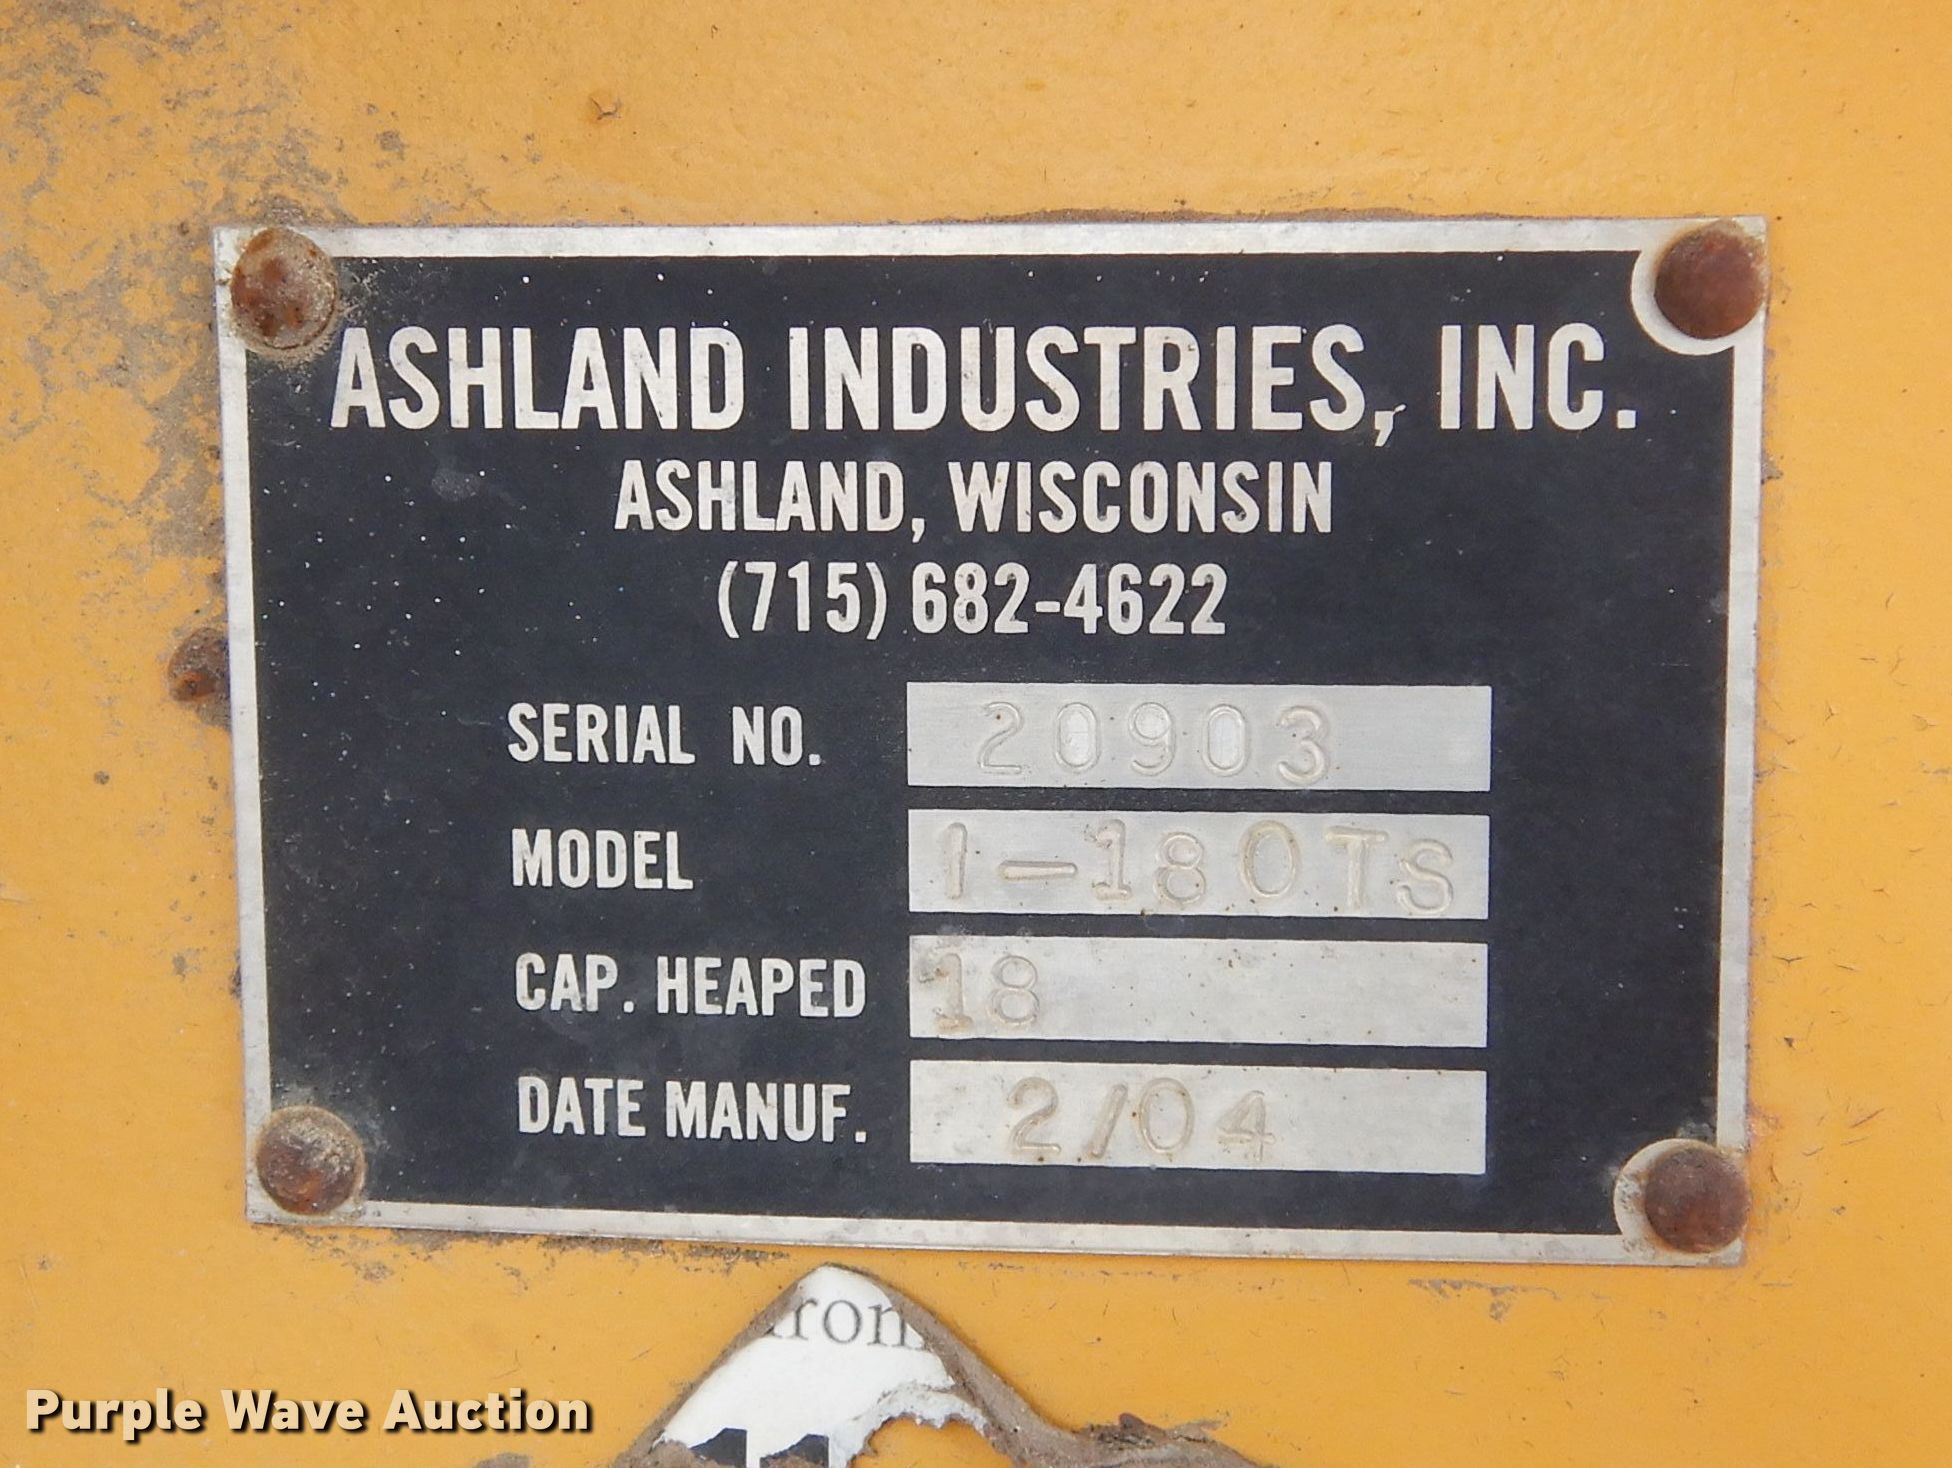 ASHLAND INDUSTRIES, INC.
ASHLAND, WISCONSIN
(715) 682-4622
SERIAL NO. 20903
MODEL 1-180TS
CAP. HEAPED 18
DATE MANUF. 2/04
Purple Wave Auction